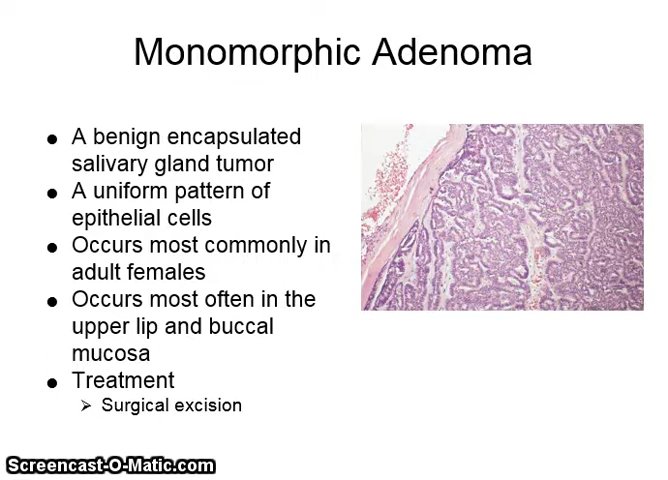 Monomorphic Adenoma
● A benign encapsulated
salivary gland tumor
● A uniform pattern of
epithelial cells
● Occurs most commonly in
adult females
● Occurs most often in the
upper lip and buccal
mucosa
● Treatment
➢ Surgical excision
Screencast-O-Matic.com